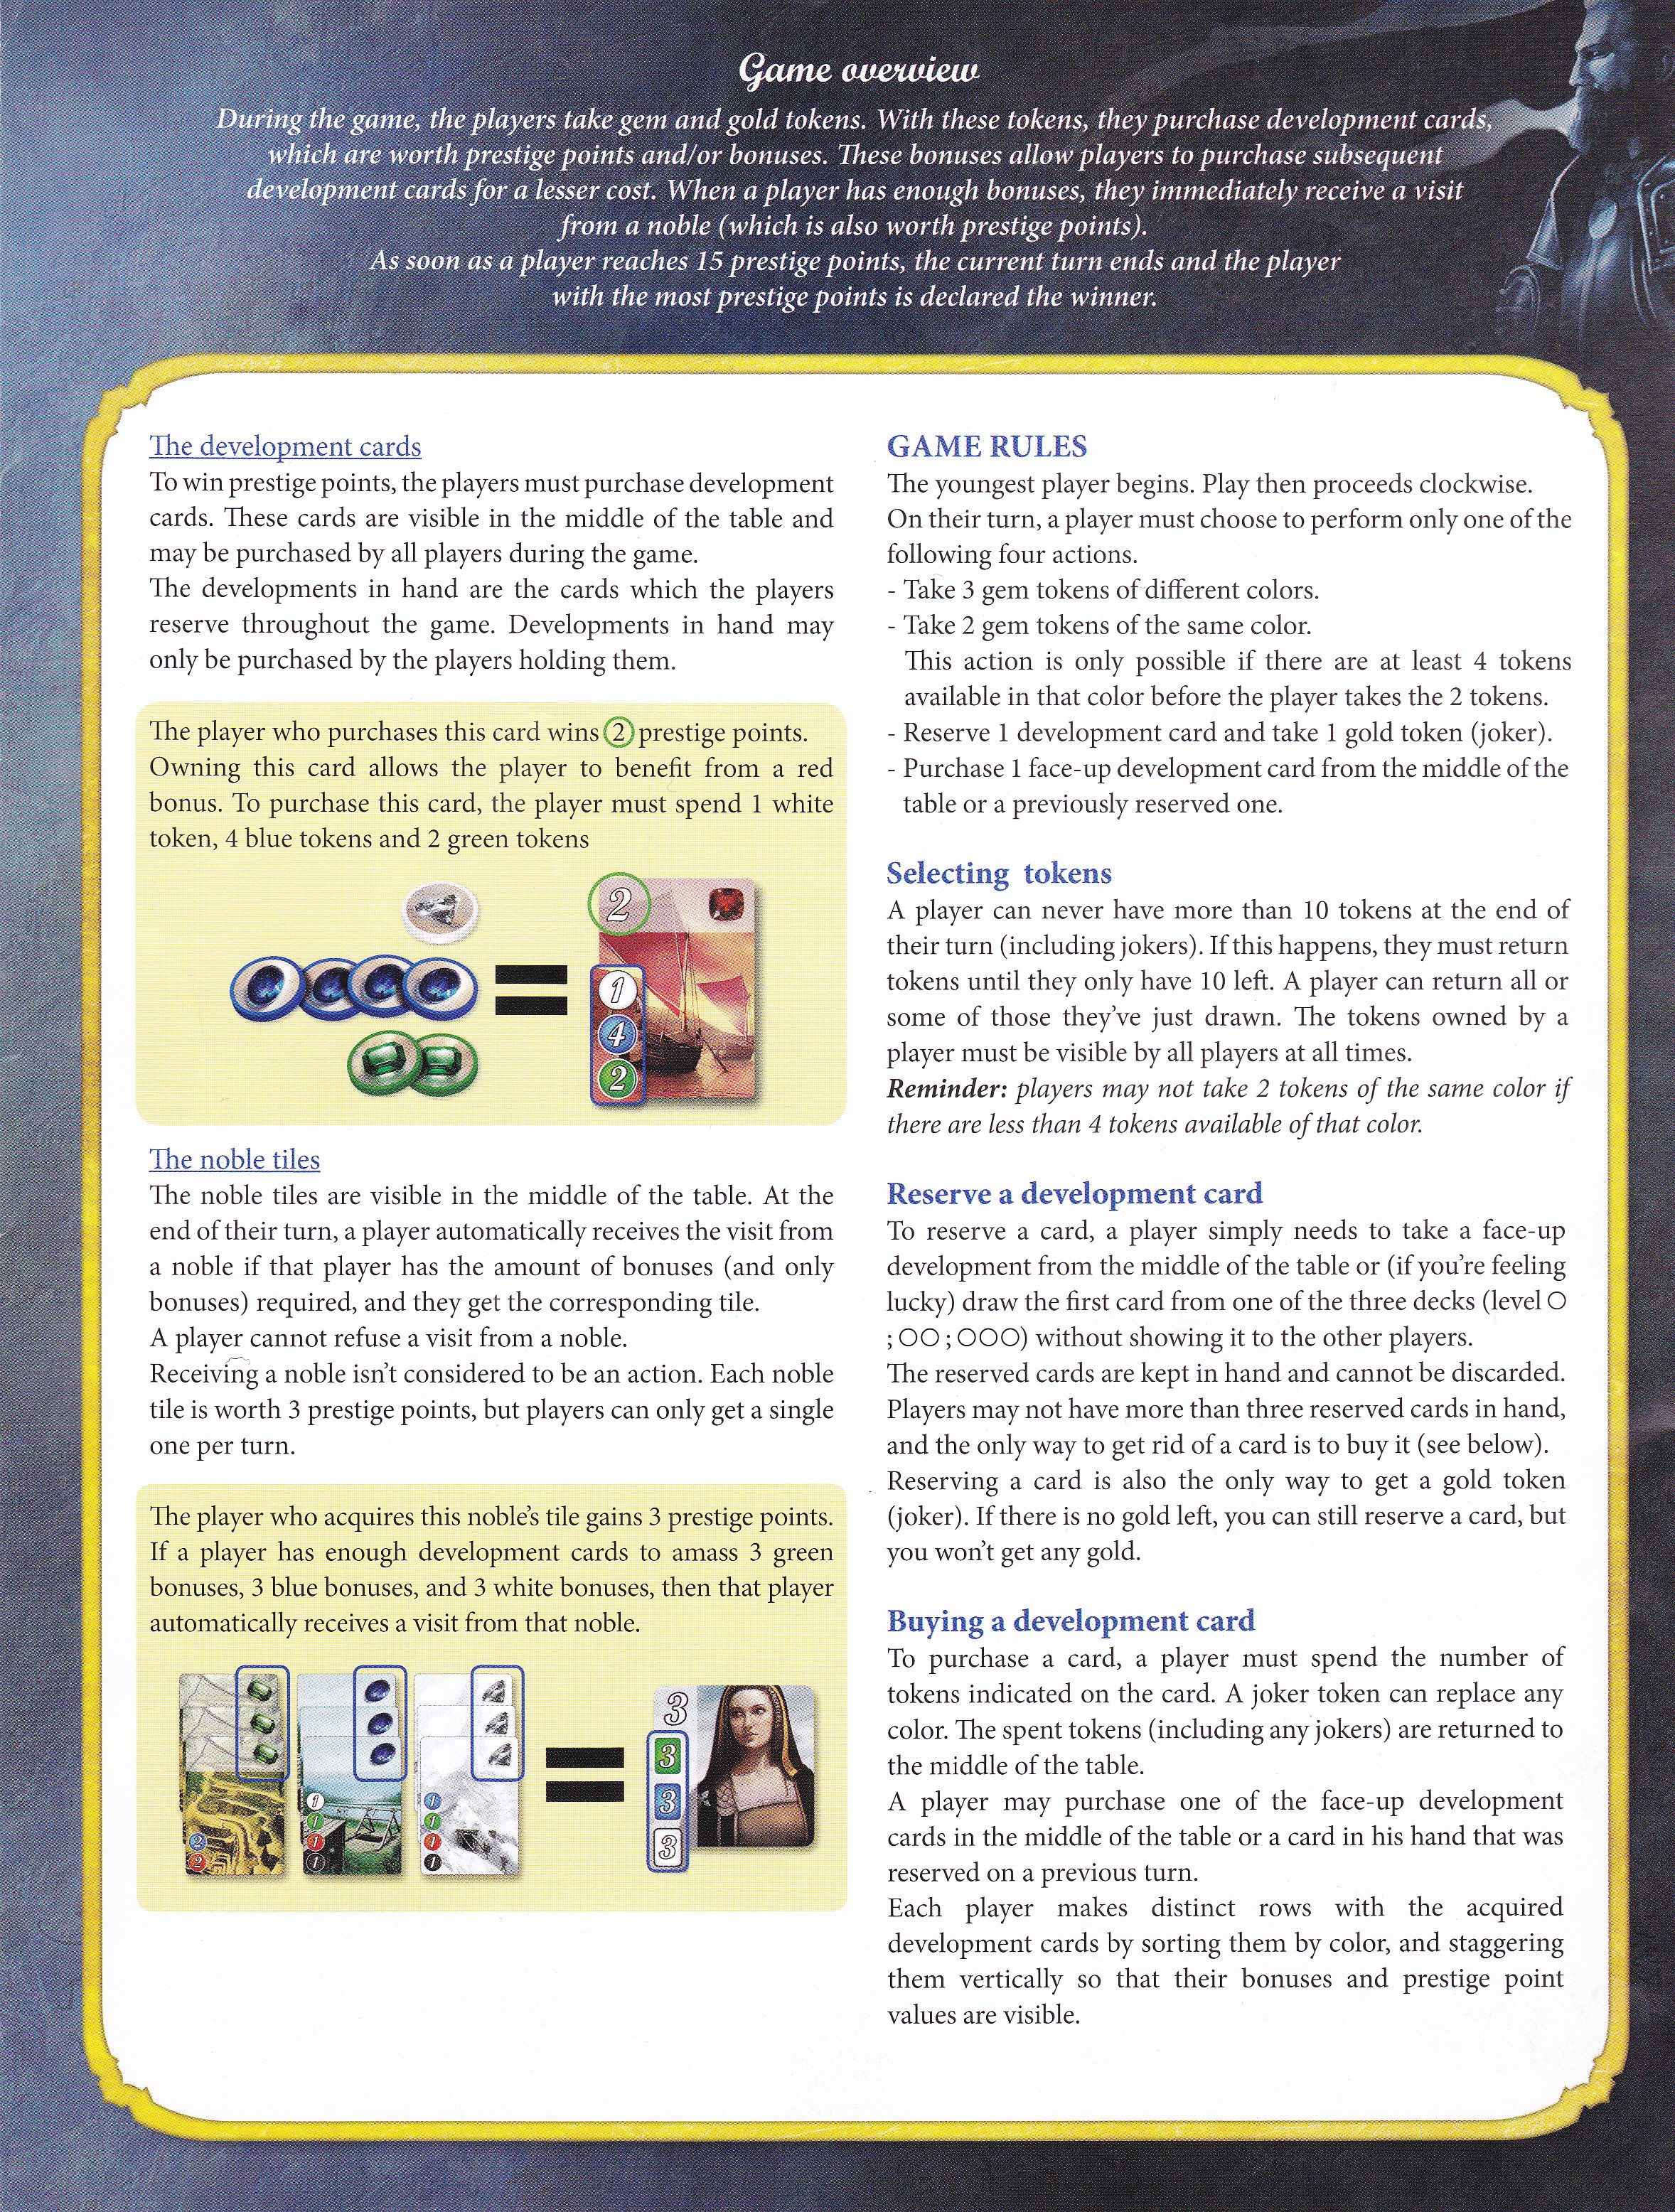 Game overview
During the game, the players take gem and gold tokens. With these tokens, they purchase development cards,
which are worth prestige points and/or bonuses. These bonuses allow players to purchase subsequent
development cards for a lesser cost. When a player has enough bonuses, they immediately receive a visit
from a noble (which is also worth prestige points).
As soon as a player reaches 15 prestige points, the current turn ends and the player
with the most prestige points is declared the winner.
The development cards
To win prestige points, the players must purchase development
cards. These cards are visible in the middle of the table and
may be purchased by all players during the game.
The developments in hand are the cards which the players
reserve throughout the game. Developments in hand may
only be purchased by the players holding them.
The player who purchases this card wins 2 prestige points.
Owning this card allows the player to benefit from a red
bonus. To purchase this card, the player must spend 1 white
token, 4 blue tokens and 2 green tokens
2
1
4
2
The noble tiles
The noble tiles are visible in the middle of the table. At the
end of their turn, a player automatically receives the visit from
a noble if that player has the amount of bonuses (and only
bonuses) required, and they get the corresponding tile.
A player cannot refuse a visit from a noble.
Receiving a noble isn't considered to be an action. Each noble
tile is worth 3 prestige points, but players can only get a single
one per turn.
The player who acquires this noble's tile gains 3 prestige points.
If a player has enough development cards to amass 3 green
bonuses, 3 blue bonuses, and 3 white bonuses, then that player
automatically receives a visit from that noble.
2
2
1
1
1
1
1
1
1
1
3
3
3
3
GAME RULES
The youngest player begins. Play then proceeds clockwise.
On their turn, a player must choose to perform only one of the
following four actions.
- Take 3 gem tokens of different colors.
- Take 2 gem tokens of the same color.
This action is only possible if there are at least 4 tokens
available in that color before the player takes the 2 tokens.
- Reserve 1 development card and take 1 gold token (joker).
- Purchase 1 face-up development card from the middle of the
table or a previously reserved one.
Selecting tokens
A player can never have more than 10 tokens at the end of
their turn (including jokers). If this happens, they must return
tokens until they only have 10 left. A player can return all or
some of those they've just drawn. The tokens owned by a
player must be visible by all players at all times.
Reminder: players may not take 2 tokens of the same color if
there are less than 4 tokens available of that color.
Reserve a development card
To reserve a card, a player simply needs to take a face-up
development from the middle of the table or (if you're feeling
lucky) draw the first card from one of the three decks (level O
; OO ; OOO) without showing it to the other players.
The reserved cards are kept in hand and cannot be discarded.
Players may not have more than three reserved cards in hand,
and the only way to get rid of a card is to buy it (see below).
Reserving a card is also the only way to get a gold token
(joker). If there is no gold left, you can still reserve a card, but
you won't get any gold.
Buying a development card
To purchase a card, a player must spend the number of
tokens indicated on the card. A joker token can replace any
color. The spent tokens (including any jokers) are returned to
the middle of the table.
A player may purchase one of the face-up development
cards in the middle of the table or a card in his hand that was
reserved on a previous turn.
Each player makes distinct rows with the acquired
development cards by sorting them by color, and staggering
them vertically so that their bonuses and prestige point
values are visible.